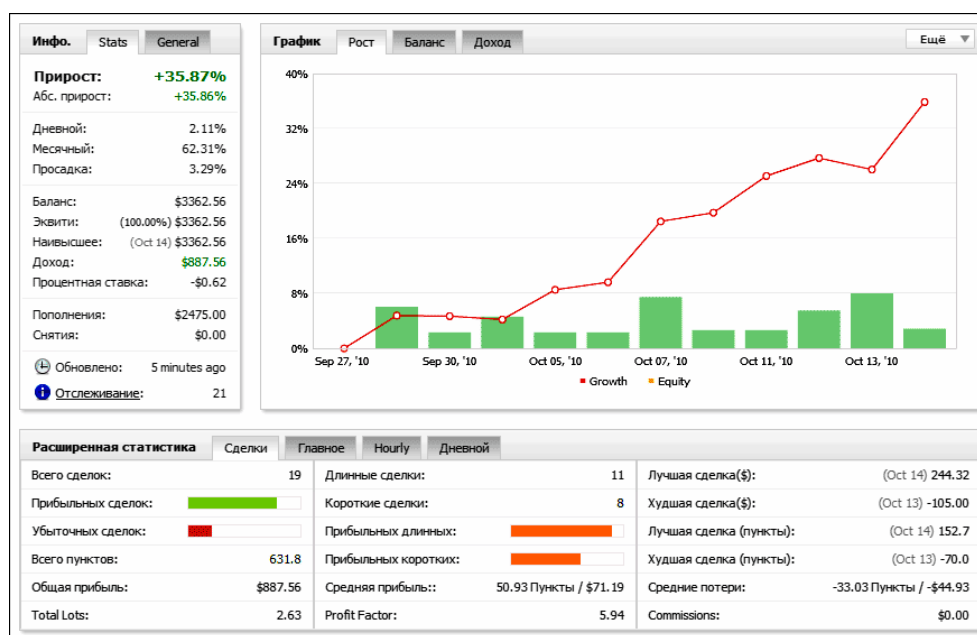 Инфо. Stats General
Прирост: +35.87%
Абс. прирост: +35.86%
Дневной: 2.11%
Месячный: 62.31%
Просадка: 3.29%
Баланс: $3362.56
Эквити: (100.00%) $3362.56
Наивысшее: (Oct 14) $3362.56
Доход: $887.56
Процентная ставка: -$0.62
Пополнения: $2475.00
Снятия: $0.00
Обновлено: 5 minutes ago
Отслеживание: 21
График Рост Баланс Доход Ещё
40%
32%
24%
16%
8%
0%
Sep 27, '10 Sep 30, '10 Oct 05, '10 Oct 07, '10 Oct 11, '10 Oct 13, '10
Growth Equity
Расширенная статистика Сделки Главное Hourly Дневной
Всего сделок: 19 Длинные сделки: 11 Лучшая сделка($): (Oct 14) 244.32
Прибыльных сделок: Короткие сделки: 8 Худшая сделка($): (Oct 13) -105.00
Убыточных сделок: Прибыльных длинных: Лучшая сделка (пункты): (Oct 14) 152.7
Всего пунктов: 631.8 Прибыльных коротких: Худшая сделка (пункты): (Oct 13) -70.0
Общая прибыль: $887.56 Средняя прибыль:: 50.93 Пункты / $71.19 Средние потери: -33.03 Пункты / -$44.93
Total Lots: 2.63 Profit Factor: 5.94 Commissions: $0.00